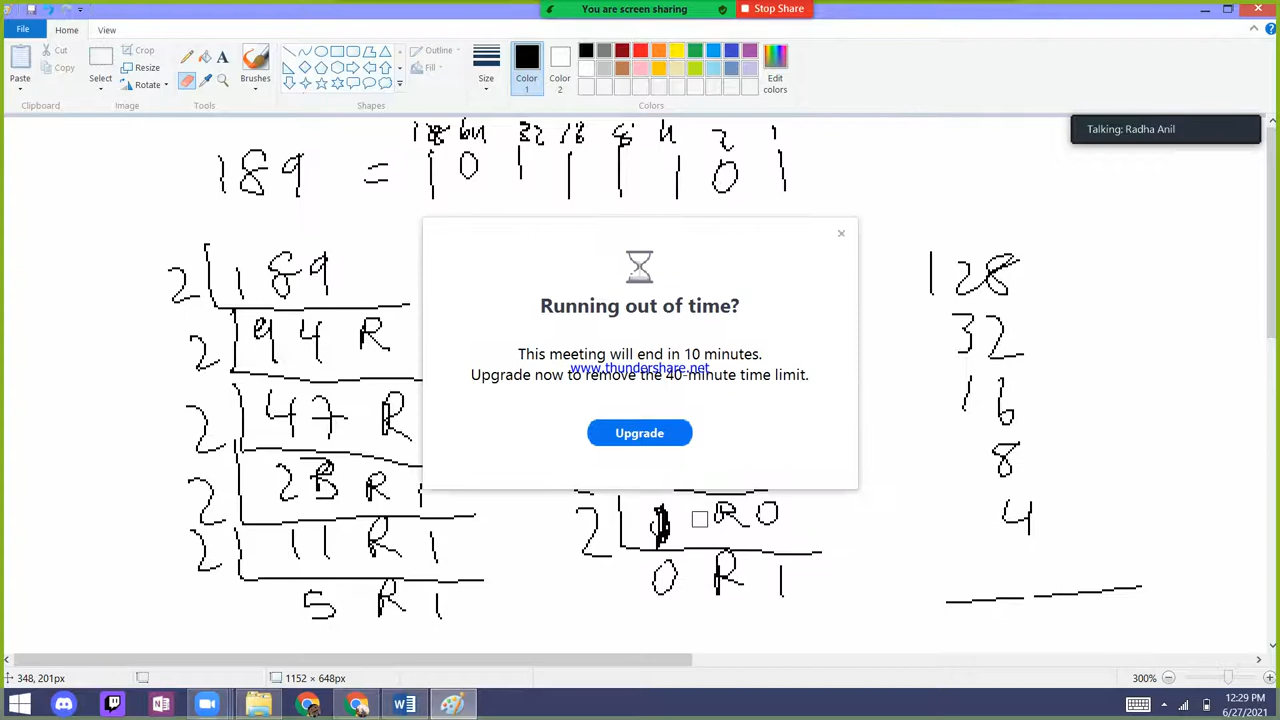 You are screen sharing Stop Share
File Home View
Paste Cut Copy Clipboard
Select Crop Resize Rotate Image
Tools
Brushes
Shapes Outline Fill
Size
Color 1
Color 2
Edit colors
Colors
Talking: Radha Anil
64 32 16 8 4 2 1
189 = 1 0 1 1 1 1 0 1
2 189
2 94 R
2 47 R
2 23 R 1
2 11 R 1
5 R 1
Running out of time?
This meeting will end in 10 minutes.
www.thundershare.net
Upgrade now to remove the 40-minute time limit.
Upgrade
2 1 R 0
0 R 1
128
32
16
8
4
348, 201px
1152 × 648px
300%
12:29 PM
6/27/2021